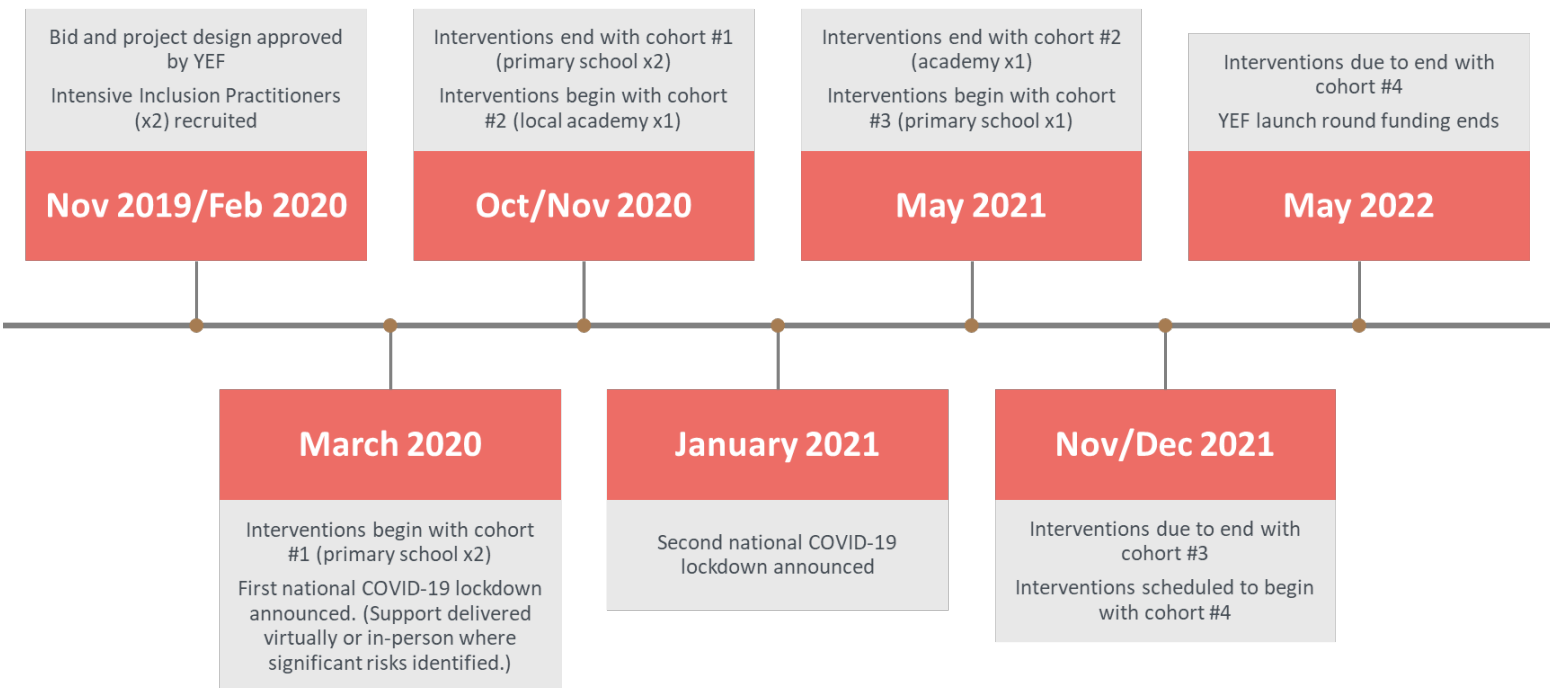 Bid and project design approved
by YEF
Intensive Inclusion Practitioners
(x2) recruited
Nov 2019/Feb 2020
Interventions end with cohort #1
(primary school x2)
Interventions begin with cohort
#2 (local academy x1)
Oct/Nov 2020
Interventions end with cohort #2
(academy x1)
Interventions begin with cohort
#3 (primary school x1)
May 2021
Interventions due to end with
cohort #4
YEF launch round funding ends
May 2022
March 2020
Interventions begin with cohort
#1 (primary school x2)
First national COVID-19 lockdown
announced. (Support delivered
virtually or in-person where
significant risks identified.)
January 2021
Second national COVID-19
lockdown announced
Nov/Dec 2021
Interventions due to end with
cohort #3
Interventions scheduled to begin
with cohort #4